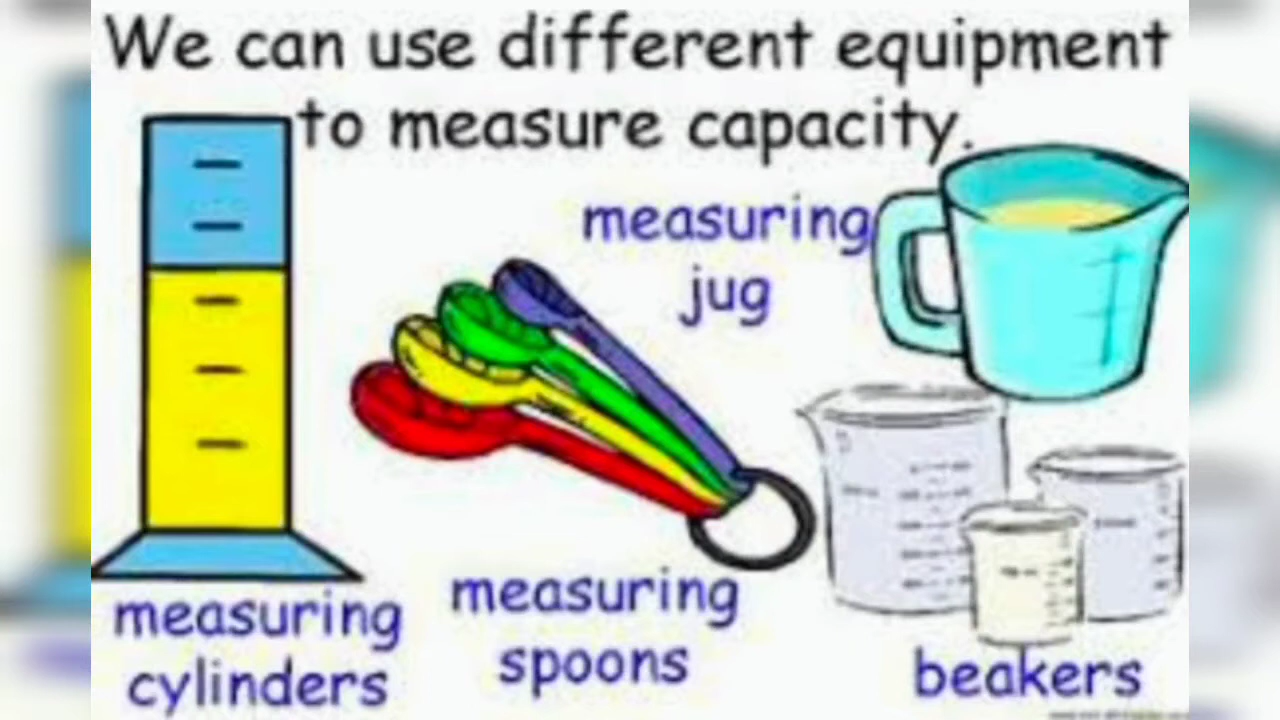 We can use different equipment
to measure capacity.
measuring
jug
measuring
cylinders
measuring
spoons
beakers